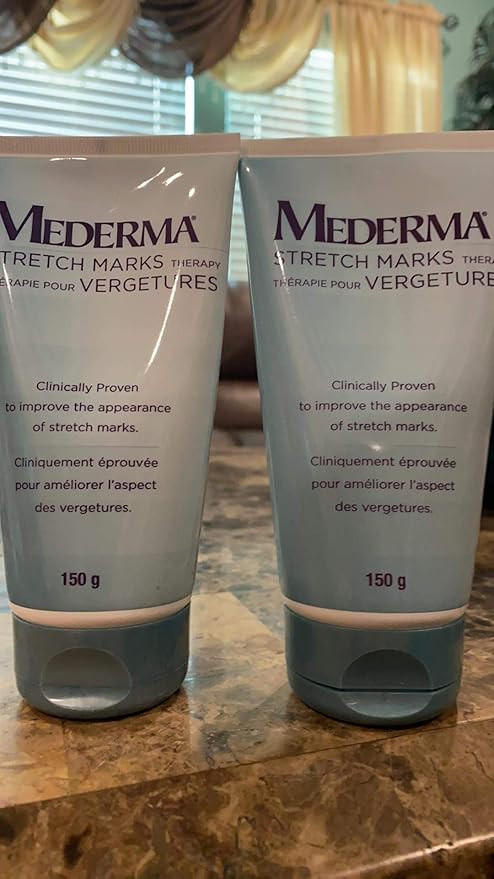 MEDERMA®
STRETCH MARKS THERAPY
THÉRAPIE POUR VERGETURES
Clinically Proven
to improve the appearance
of stretch marks.
Cliniquement éprouvée
pour améliorer l'aspect
des vergetures.
150 g
MEDERMA®
STRETCH MARKS THERA
THÉRAPIE POUR VERGETURE
Clinically Proven
to improve the appearance
of stretch marks.
Cliniquement éprouvée
pour améliorer l'aspect
des vergetures.
150 g